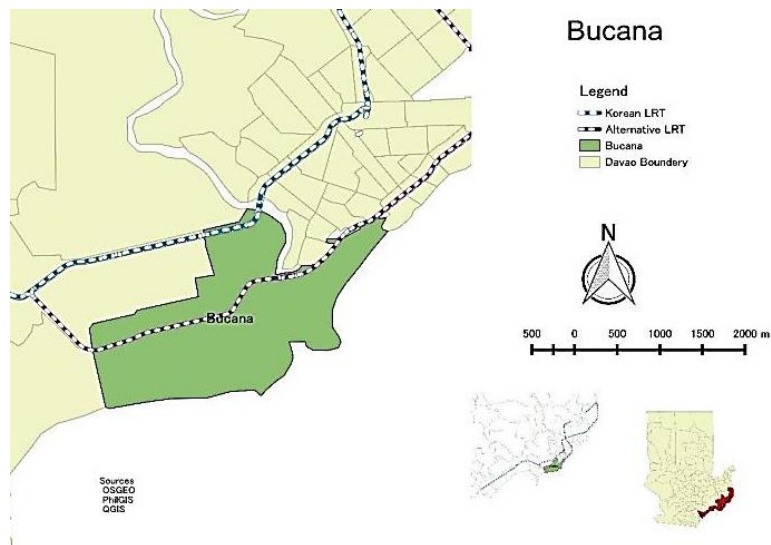 Bucana
Legend
Korean LRT
Alternative LRT
Bucana
Davao Boundery
N
500 0 500 1000 1500 2000 m
Bucana
Sources
OSGEO
PhilGIS
QGIS